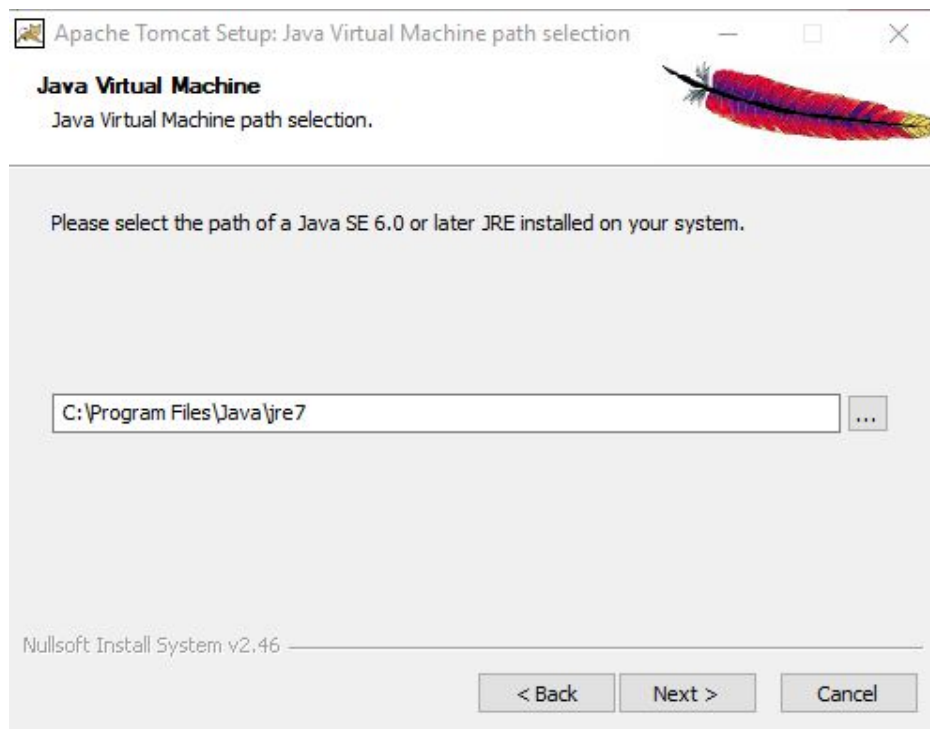 Apache Tomcat Setup: Java Virtual Machine path selection
Java Virtual Machine
Java Virtual Machine path selection.
Please select the path of a Java SE 6.0 or later JRE installed on your system.
C:\Program Files\Java\jre7
...
Nullsoft Install System v2.46
< Back Next > Cancel